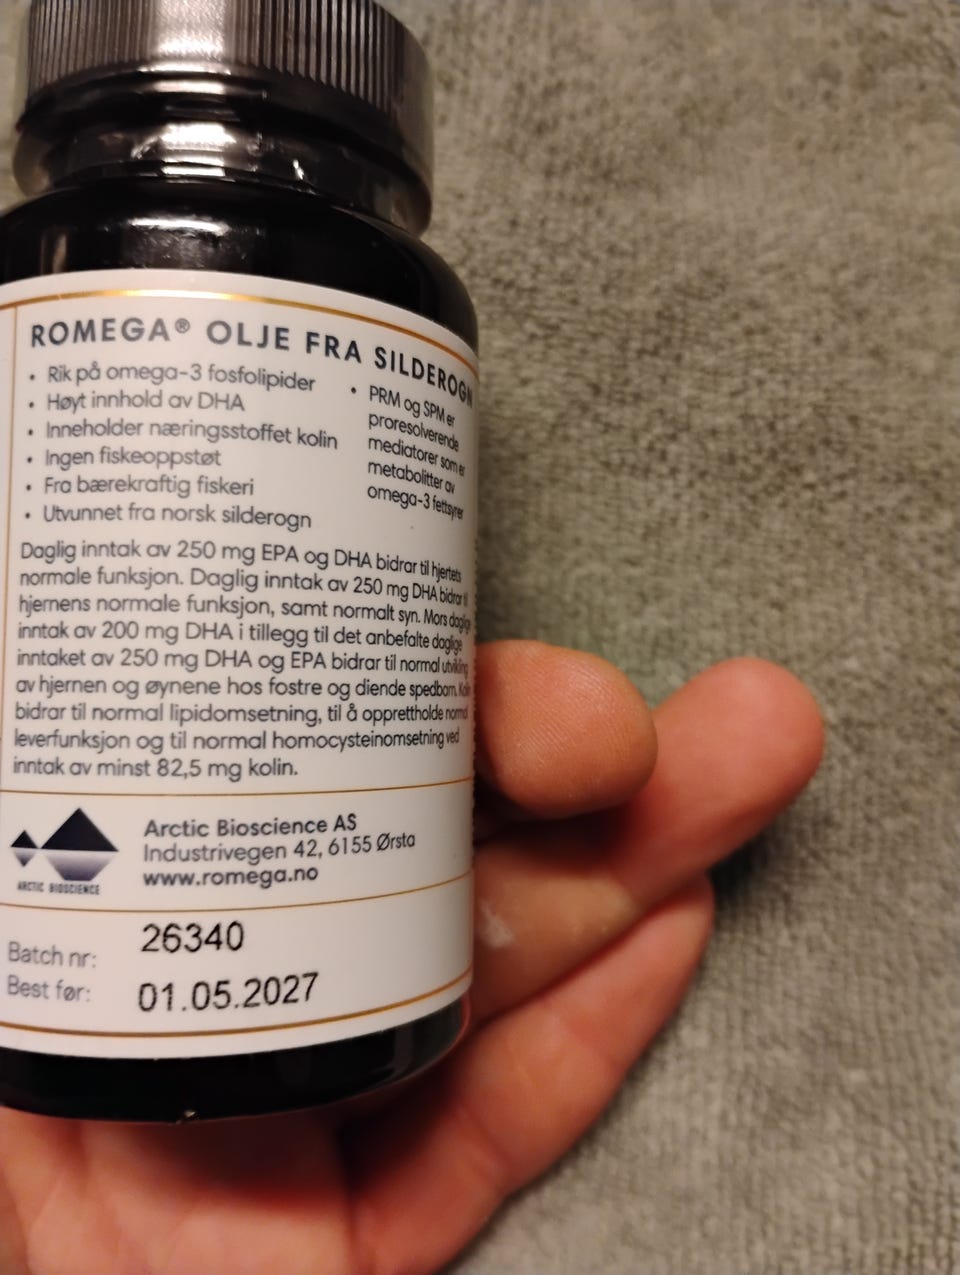 ROMEGA® OLJE FRA SILDEROGN
• Rik på omega-3 fosfolipider
• Høyt innhold av DHA
• Inneholder næringsstoffet kolin
• Ingen fiskeoppstøt
• Fra bærekraftig fiskeri
• Utvunnet fra norsk silderogn
• PRM og SPM er
proresolverende
mediatorer som er
metabolitter av
omega-3 fettsyrer
Daglig inntak av 250 mg EPA og DHA bidrar til hjertets
normale funksjon. Daglig inntak av 250 mg DHA bidrar til
hjernens normale funksjon, samt normalt syn. Mors daglige
inntak av 200 mg DHA i tillegg til det anbefalte daglige
inntaket av 250 mg DHA og EPA bidrar til normal utvikling
av hjernen og øynene hos fostre og diende spedbarn. Kolin
bidrar til normal lipidomsetning, til å opprettholde normal
leverfunksjon og til normal homocysteinomsetning ved
inntak av minst 82,5 mg kolin.
ARCTIC BIOSCIENCE
Arctic Bioscience AS
Industrivegen 42, 6155 Ørsta
www.romega.no
Batch nr: 26340
Best før: 01.05.2027